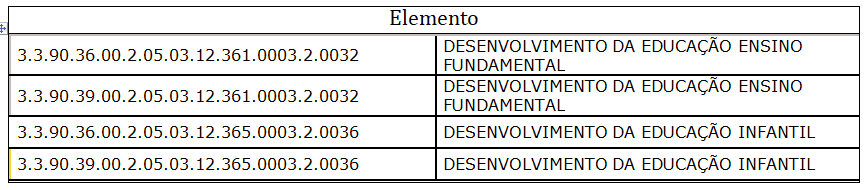 Elemento
3.3.90.36.00.2.05.03.12.361.0003.2.0032
DESENVOLVIMENTO DA EDUCAÇÃO ENSINO
FUNDAMENTAL
3.3.90.39.00.2.05.03.12.361.0003.2.0032
DESENVOLVIMENTO DA EDUCAÇÃO ENSINO
FUNDAMENTAL
3.3.90.36.00.2.05.03.12.365.0003.2.0036
DESENVOLVIMENTO DA EDUCAÇÃO INFANTIL
3.3.90.39.00.2.05.03.12.365.0003.2.0036
DESENVOLVIMENTO DA EDUCAÇÃO INFANTIL